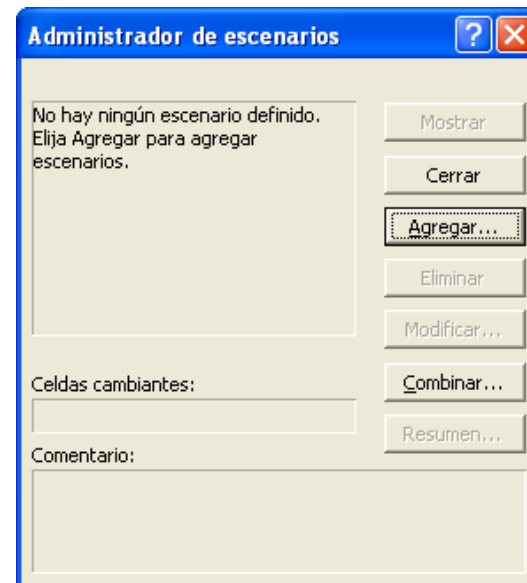 Administrador de escenarios
?
No hay ningún escenario definido.
Elija Agregar para agregar
escenarios.
Mostrar
Cerrar
Agregar...
Eliminar
Modificar...
Celdas cambiantes:
Combinar...
Resumen...
Comentario: